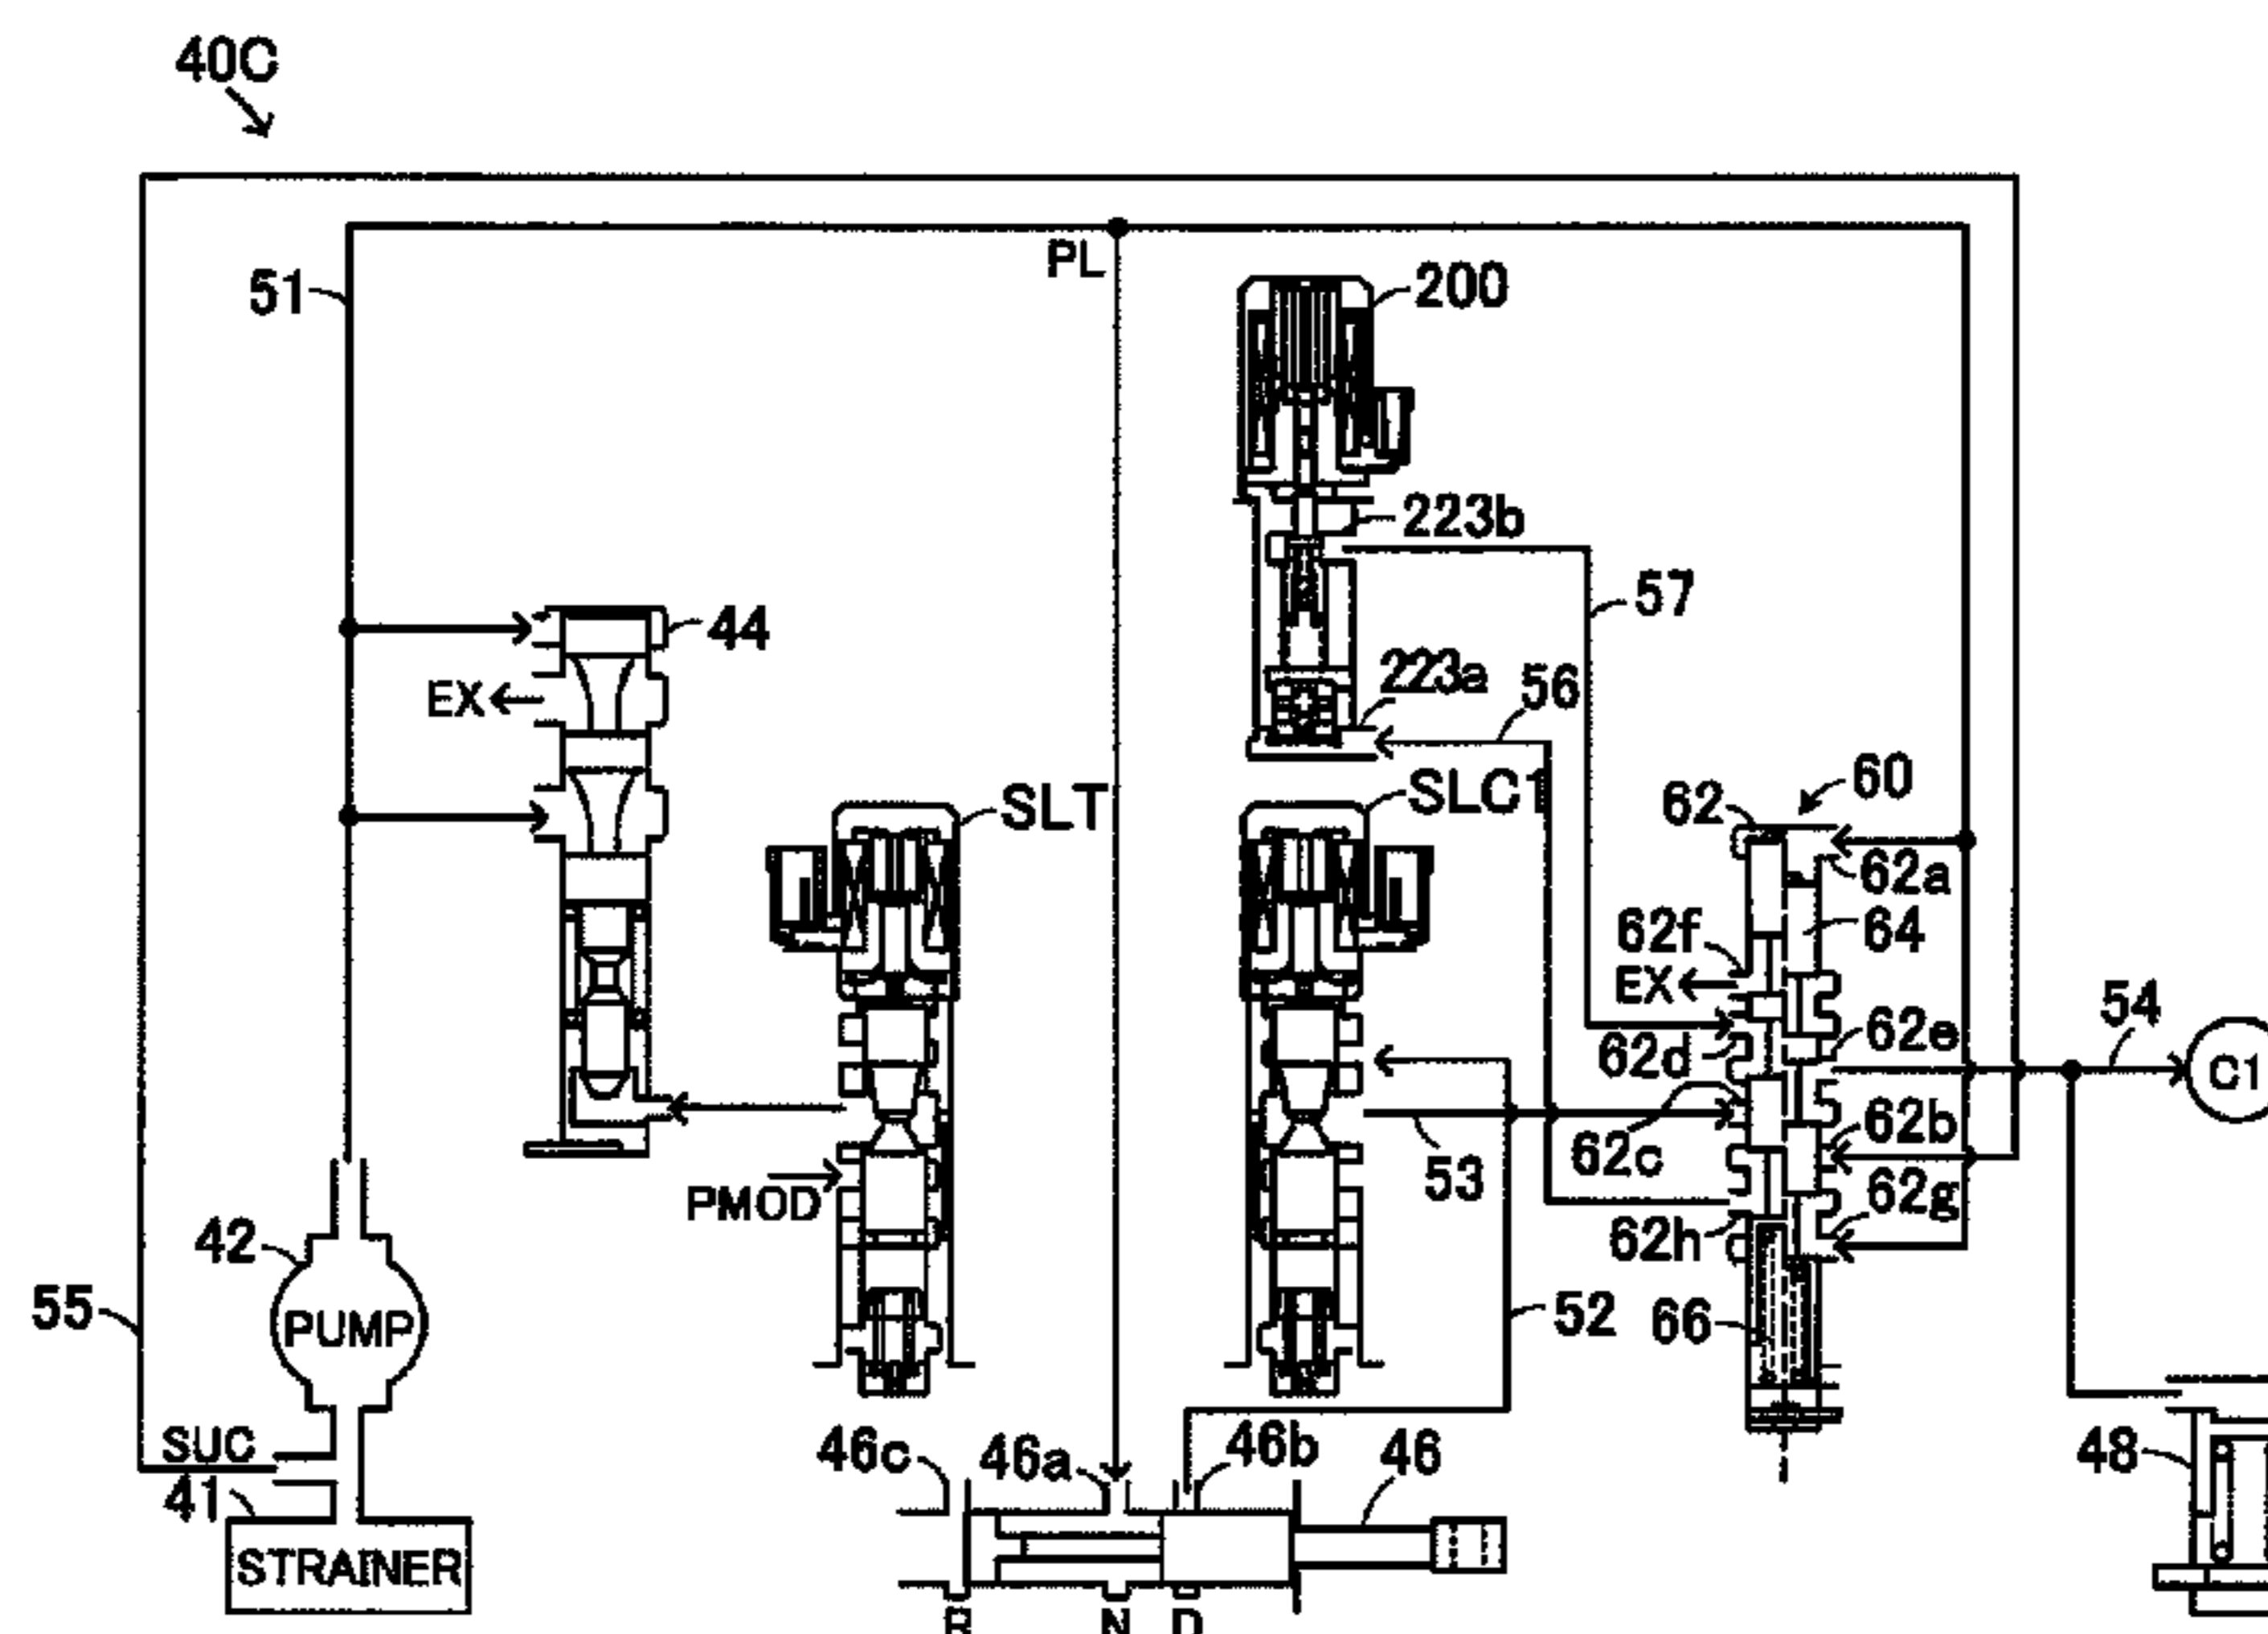 40C
51
PL
200
223b
57
44
EX
223a
56
SLT
SLC1
62
60
62a
62f
64
EX
54
62d
62e
C1
62c
62b
53
PMOD
62g
62h
42
PUMP
55
52
66
SUC
46c
46a
46b
46
48
41
STRAINER
R
N
D